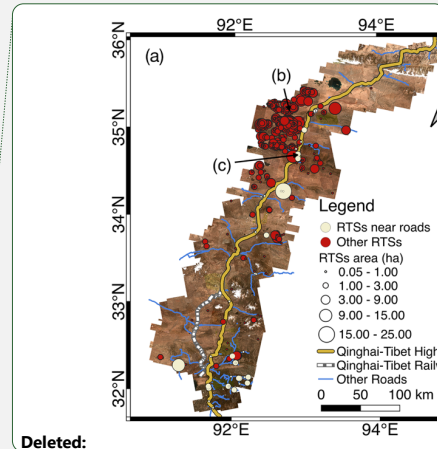 92°E 94°E
36°N
(a)
(b)
35°N
(c)
34°N
Legend
RTSs near roads
Other RTSs
RTSs area (ha)
0.05 - 1.00
1.00 - 3.00
33°N
3.00 - 9.00
9.00 - 15.00
15.00 - 25.00
Qinghai-Tibet High
Qinghai-Tibet Railw
Other Roads
32°N
0 50 100 km
92°E 94°E
Deleted: